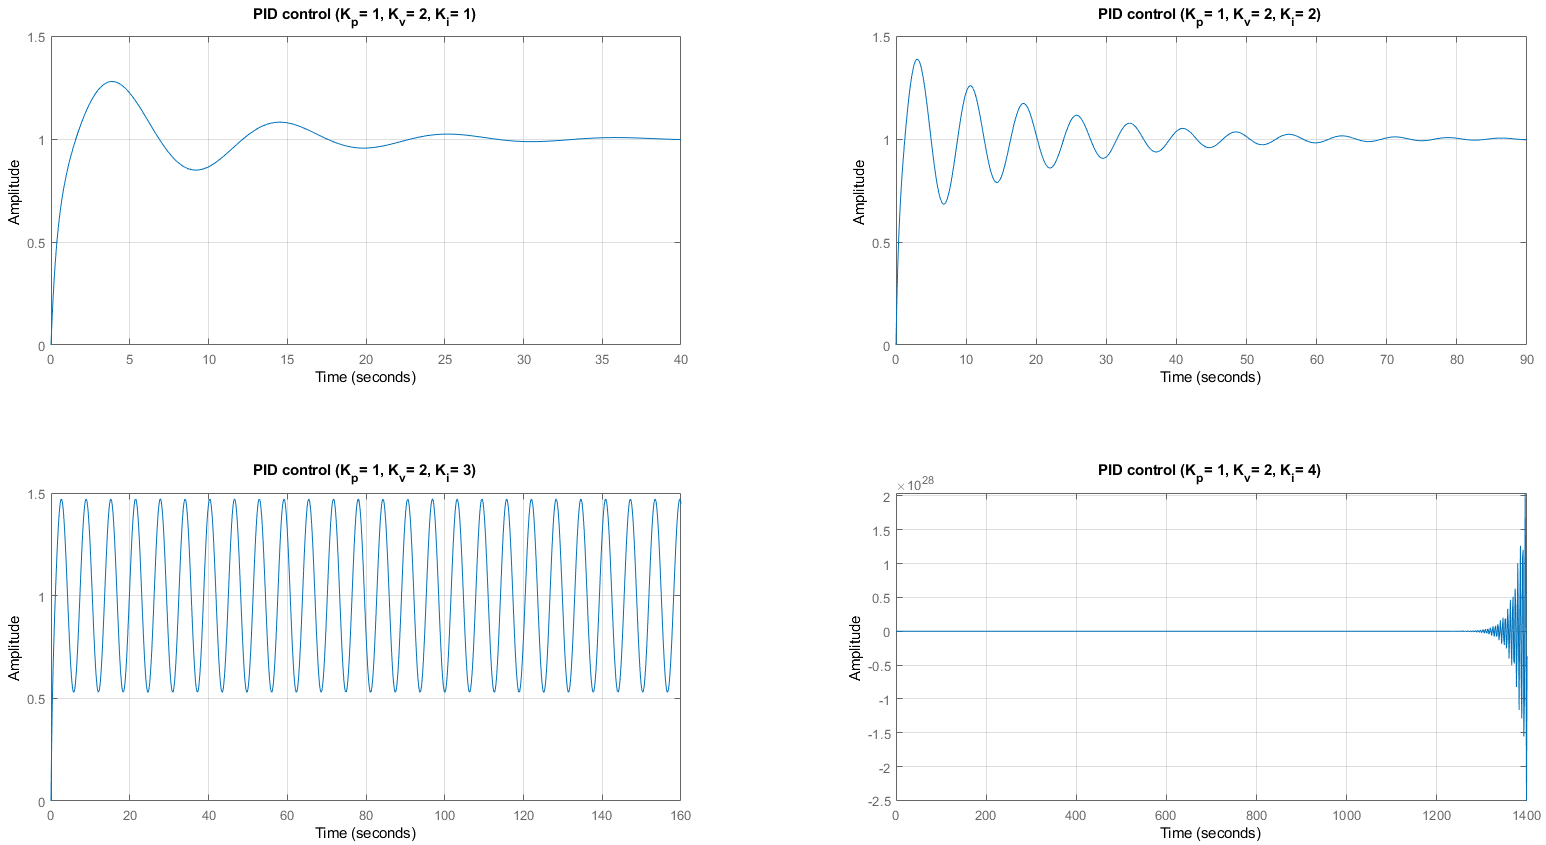 PID control (Kp= 1, Kv= 2, Ki= 1)
1.5
1
0.5
0
Amplitude
0 5 10 15 20 25 30 35 40
Time (seconds)
PID control (Kp= 1, Kv= 2, Ki= 2)
1.5
1
0.5
0
Amplitude
0 10 20 30 40 50 60 70 80 90
Time (seconds)
PID control (Kp= 1, Kv= 2, Ki= 3)
1.5
1
0.5
0
Amplitude
0 20 40 60 80 100 120 140 160
Time (seconds)
PID control (Kp= 1, Kv= 2, Ki= 4)
×10^28
2
1.5
1
0.5
0
-0.5
-1
-1.5
-2
-2.5
Amplitude
0 200 400 600 800 1000 1200 1400
Time (seconds)